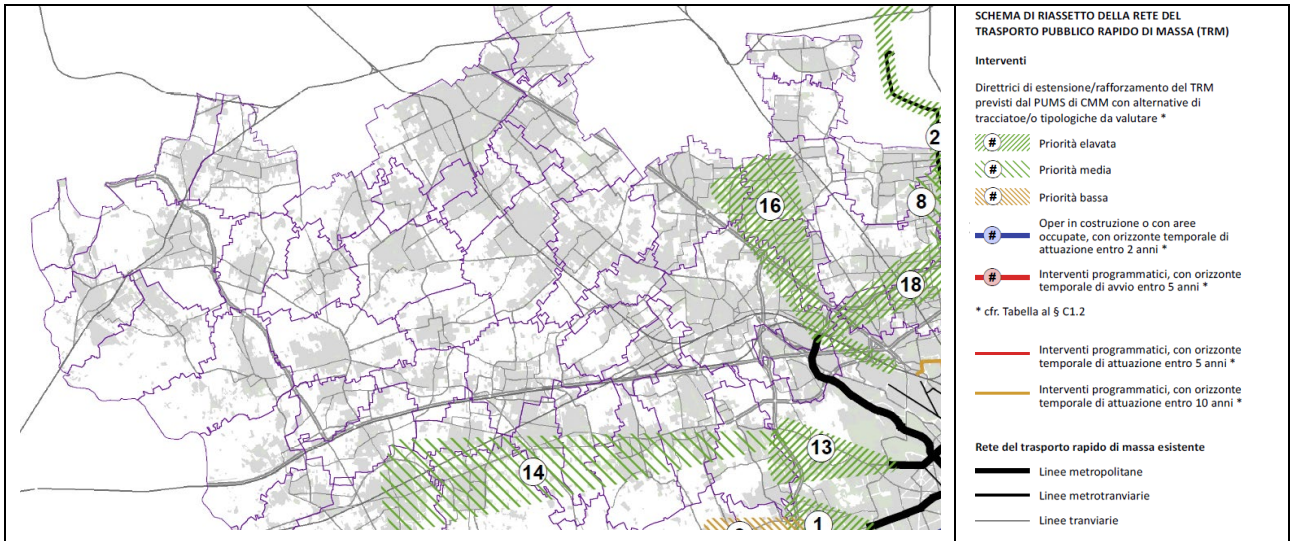 SCHEMA DI RIASSETTO DELLA RETE DEL
TRASPORTO PUBBLICO RAPIDO DI MASSA (TRM)
Interventi
Direttrici di estensione/rafforzamento del TRM
previsti dal PUMS di CMM con alternative di
tracciatoe/o tipologiche da valutare *
# Priorità elavata
# Priorità media
# Priorità bassa
# Oper in costruzione o con aree
occupate, con orizzonte temporale di
attuazione entro 2 anni *
# Interventi programmatici, con orizzonte
temporale di avvio entro 5 anni *
* cfr. Tabella al § C1.2
Interventi programmatici, con orizzonte
temporale di attuazione entro 5 anni *
Interventi programmatici, con orizzonte
temporale di attuazione entro 10 anni *
Rete del trasporto rapido di massa esistente
Linee metropolitane
Linee metrotranviarie
Linee tranviarie
2
16
8
18
13
14
1